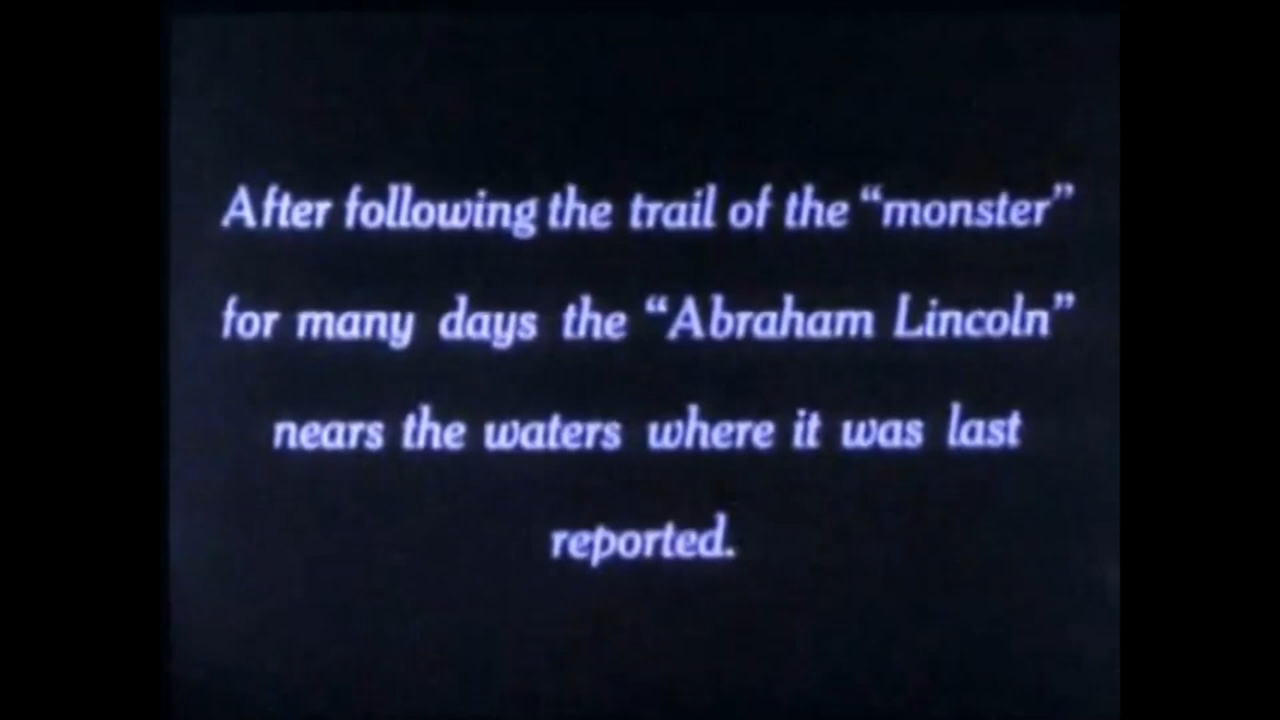 After following the trail of the “monster”
for many days the “Abraham Lincoln”
nears the waters where it was last
reported.